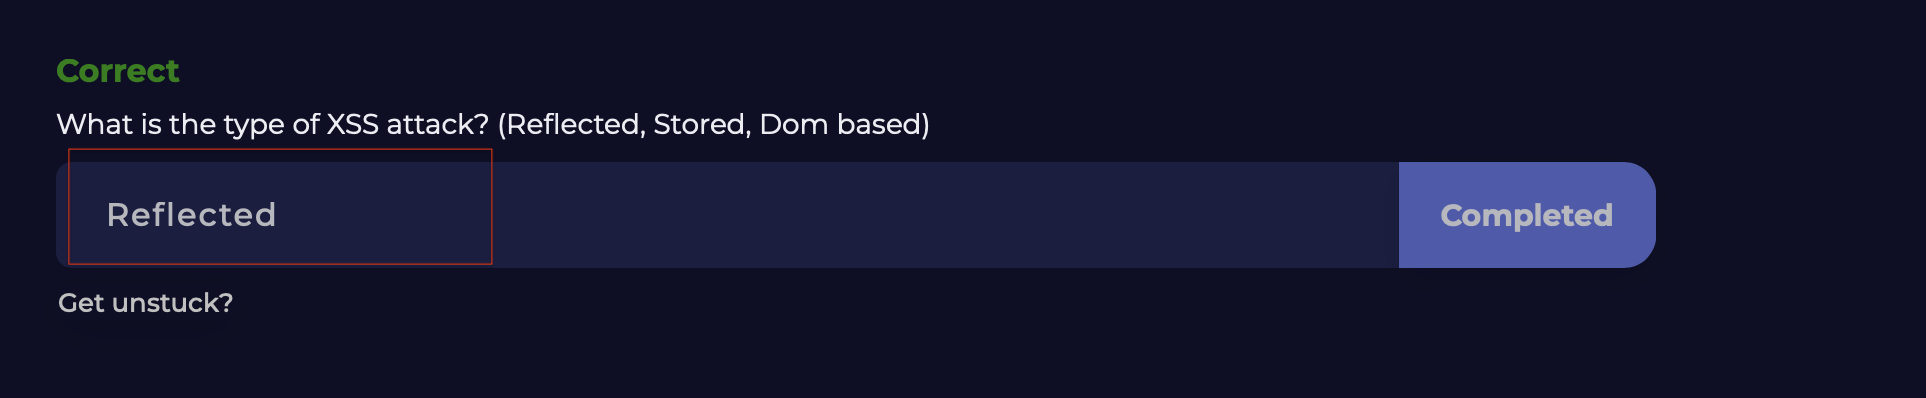 Correct
What is the type of XSS attack? (Reflected, Stored, Dom based)
Reflected
Completed
Get unstuck?